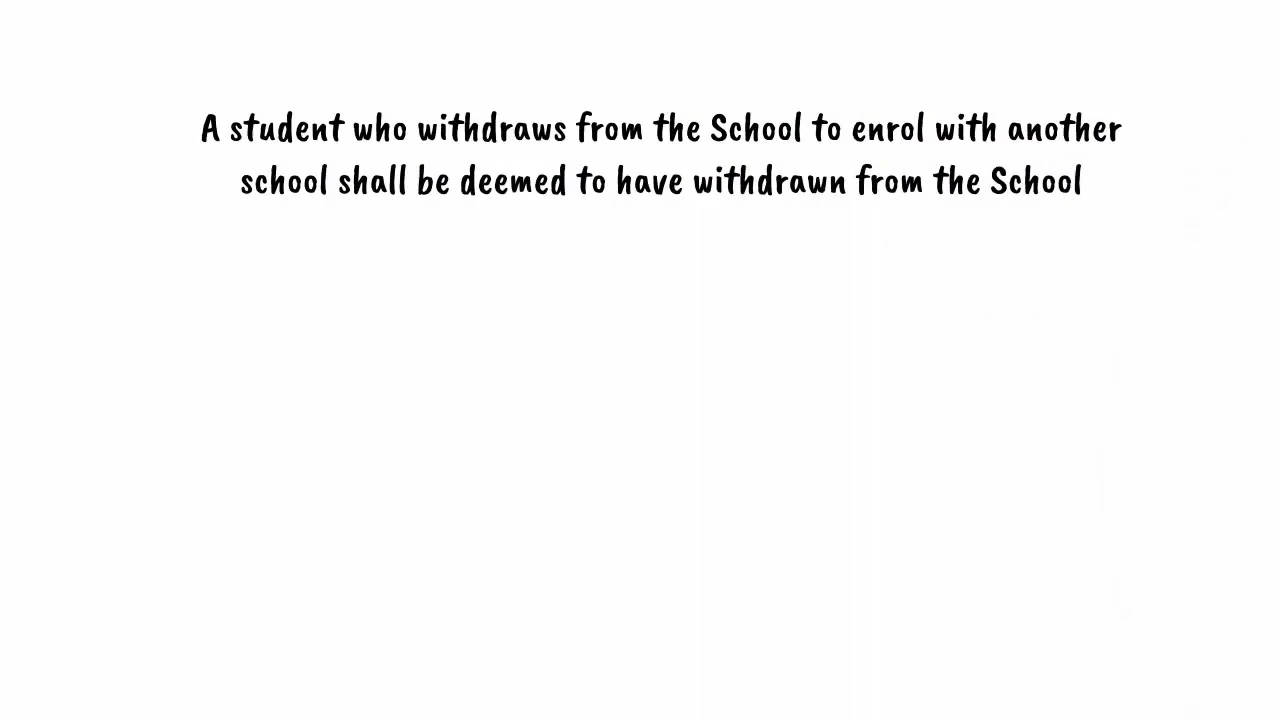 A student who withdraws from the School to enrol with another
school shall be deemed to have withdrawn from the School